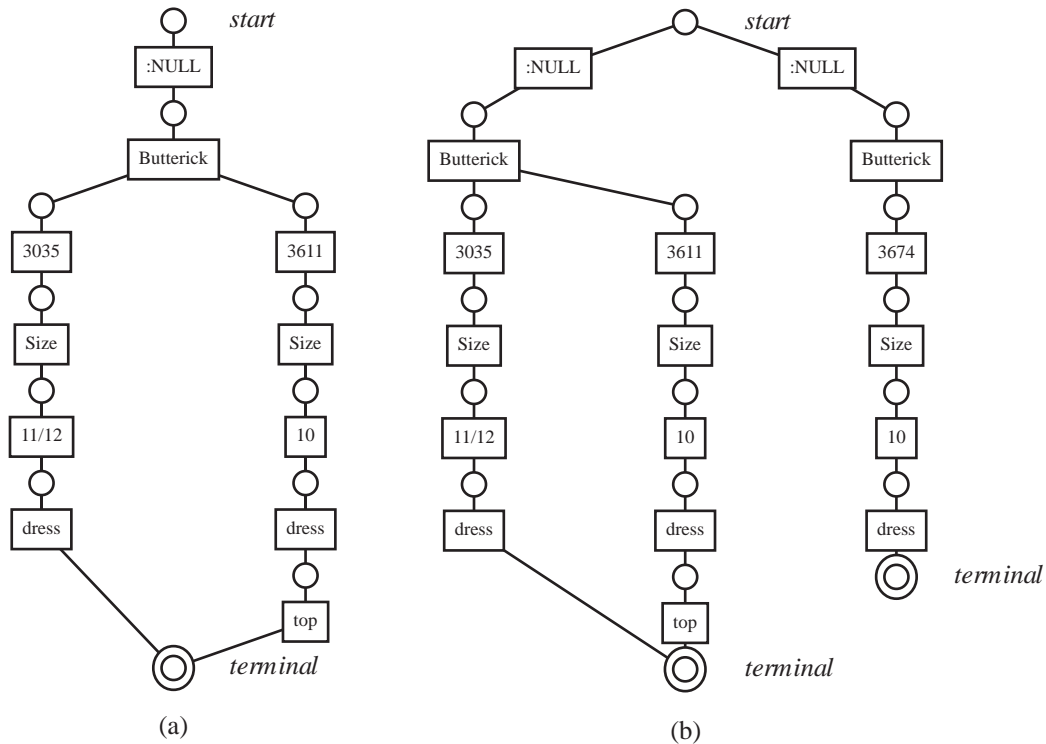 start
:NULL
Butterick
3035
3611
Size
Size
11/12
10
dress
dress
top
terminal
(a)
start
:NULL
:NULL
Butterick
Butterick
3035
3611
3674
Size
Size
Size
11/12
10
10
dress
dress
dress
terminal
top
terminal
(b)